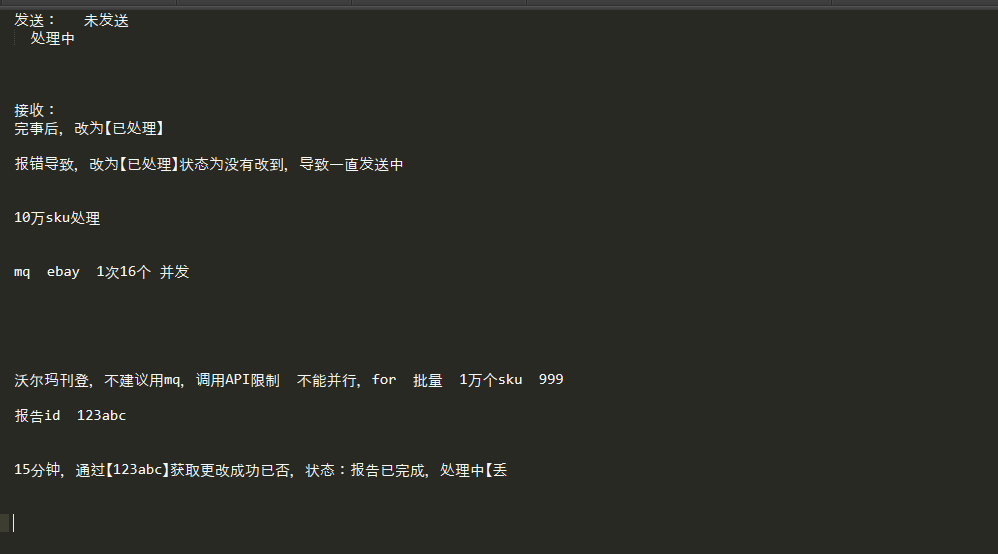 发送：  未发送
处理中
接收：
完事后，改为【已处理】
报错导致，改为【已处理】状态为没有改到，导致一直发送中
10万sku处理
mq  ebay  1次16个 并发
沃尔玛刊登，不建议用mq，调用API限制  不能并行，for  批量  1万个sku  999
报告id  123abc
15分钟，通过【123abc】获取更改成功已否，状态：报告已完成，处理中【丢